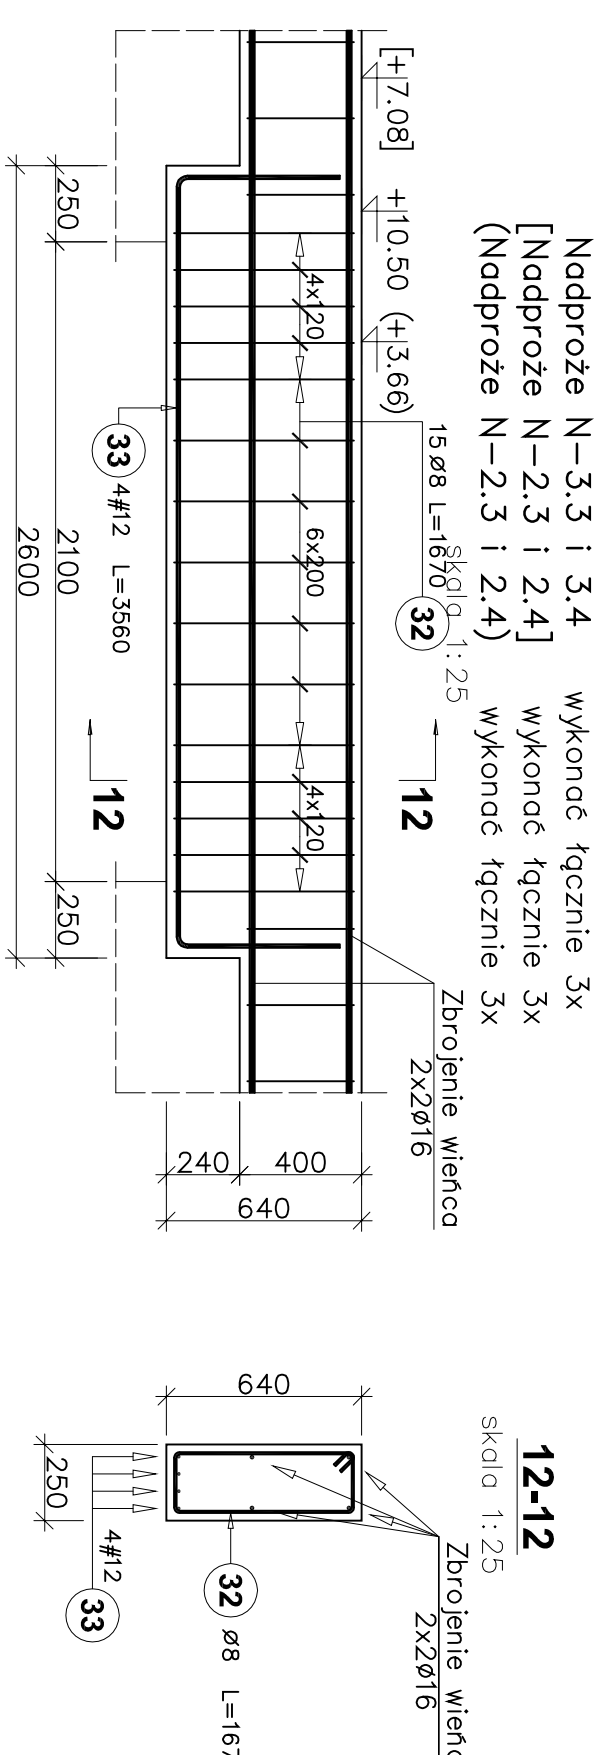 Nadproże N-3.3 i 3.4 wykonać łącznie 3x
[Nadproże N-2.3 i 2.4] wykonać łącznie 3x
(Nadproże N-2.3 i 2.4) wykonać łącznie 3x
skala 1:25
[+7.08]
+10.50 (+3.66)
15ø8 L=1670
32
4x120
6x200
4x120
33
4#12 L=3560
12
12
250
2100
250
2600
Zbrojenie wieńca
2x2ø16
240
400
640
12-12
skala 1:25
640
250
Zbrojenie wieńc
2x2ø16
32
ø8 L=167
4#12
33